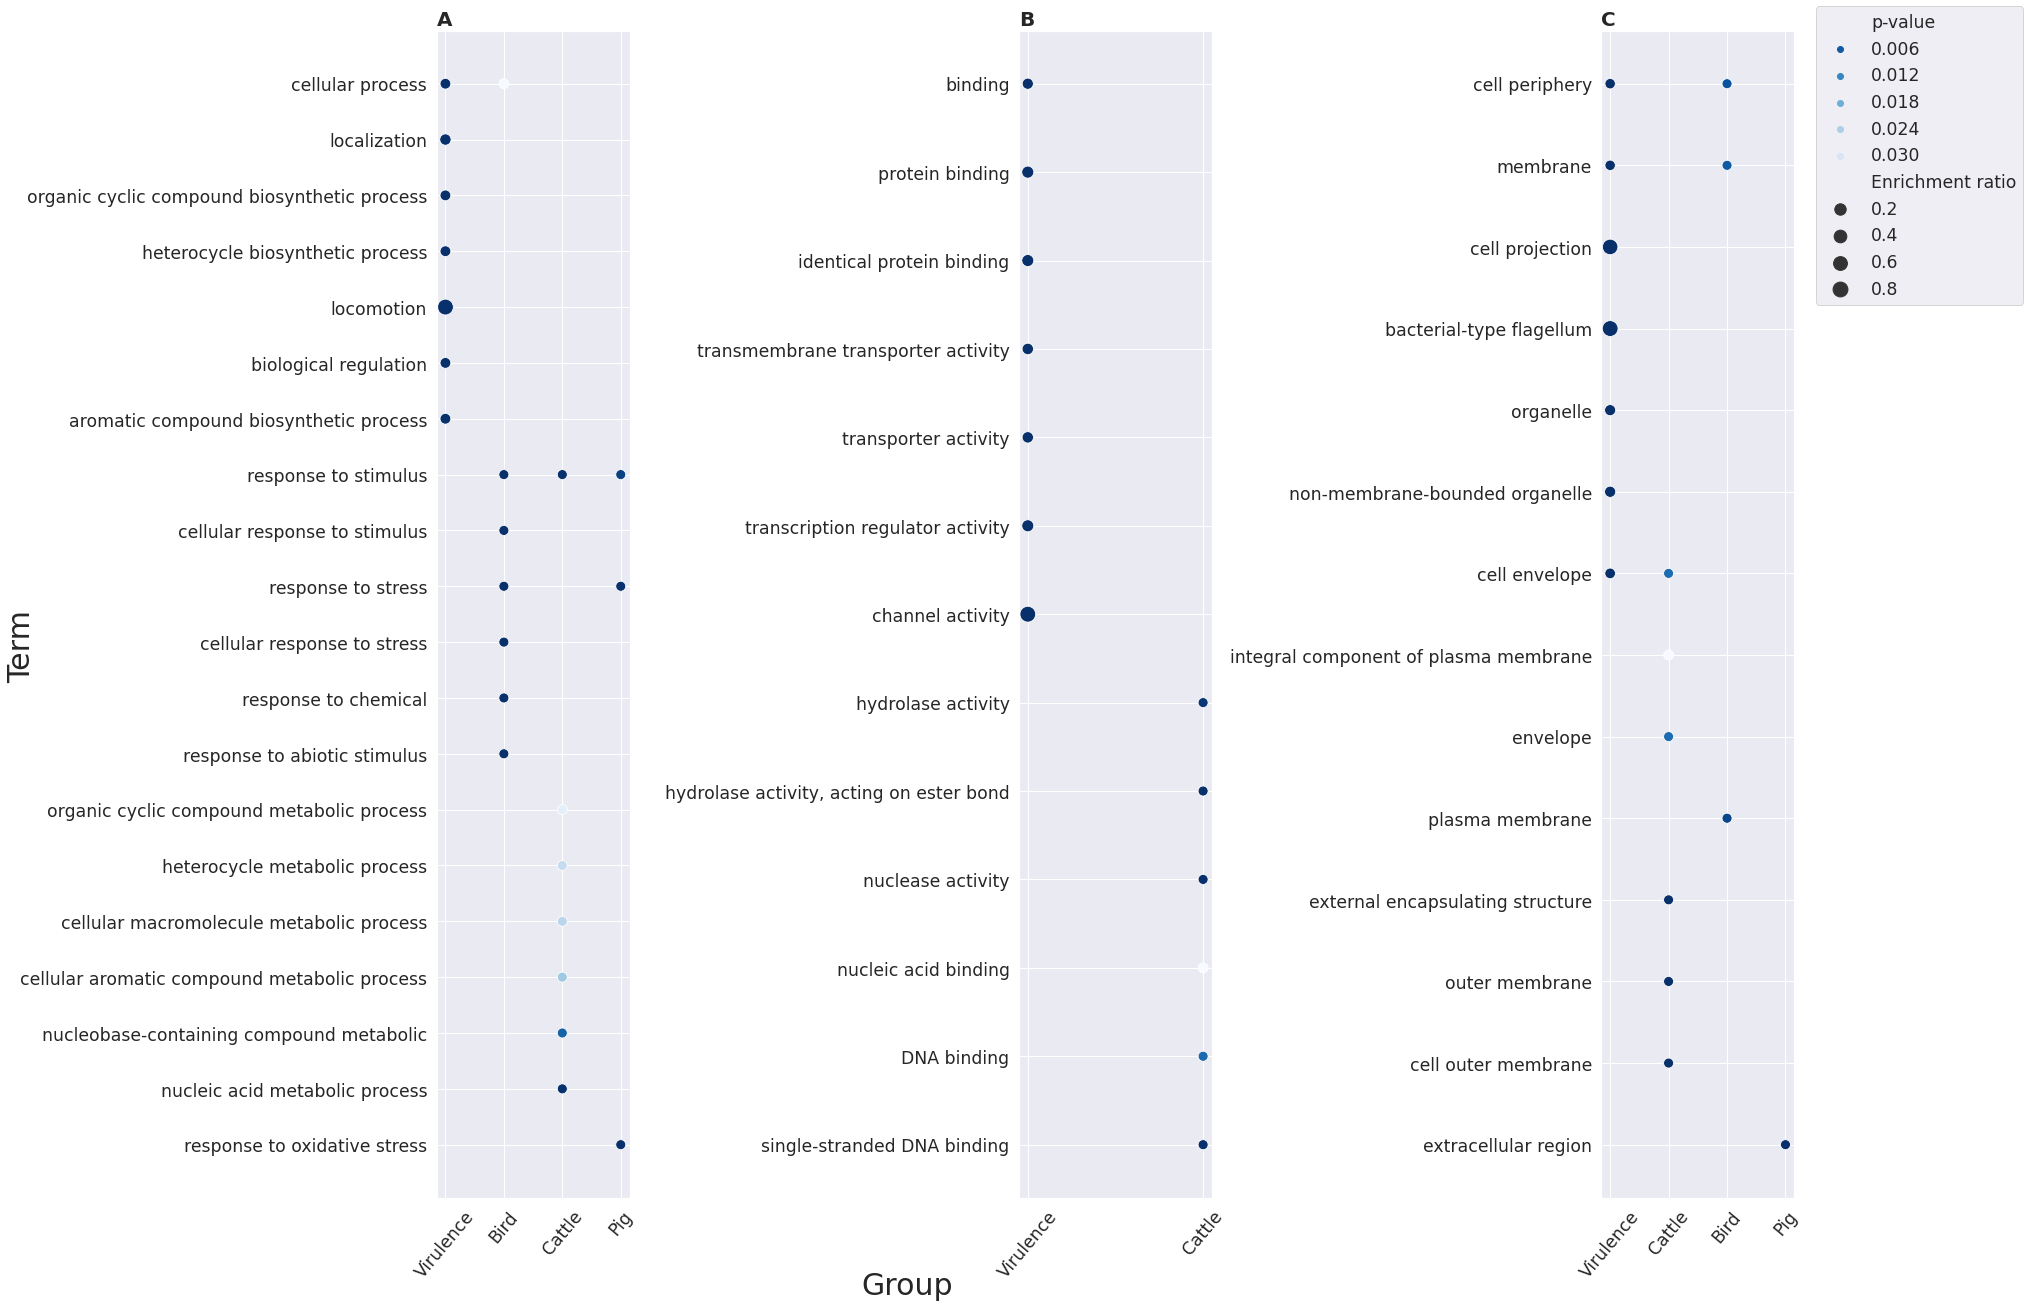 A
B
C
Term
cellular process
localization
organic cyclic compound biosynthetic process
heterocycle biosynthetic process
locomotion
biological regulation
aromatic compound biosynthetic process
response to stimulus
cellular response to stimulus
response to stress
cellular response to stress
response to chemical
response to abiotic stimulus
organic cyclic compound metabolic process
heterocycle metabolic process
cellular macromolecule metabolic process
cellular aromatic compound metabolic process
nucleobase-containing compound metabolic
nucleic acid metabolic process
response to oxidative stress
Virulence
Bird
Cattle
Pig
binding
protein binding
identical protein binding
transmembrane transporter activity
transporter activity
transcription regulator activity
channel activity
hydrolase activity
hydrolase activity, acting on ester bond
nuclease activity
nucleic acid binding
DNA binding
single-stranded DNA binding
Virulence
Cattle
cell periphery
membrane
cell projection
bacterial-type flagellum
organelle
non-membrane-bounded organelle
cell envelope
integral component of plasma membrane
envelope
plasma membrane
external encapsulating structure
outer membrane
cell outer membrane
extracellular region
Virulence
Cattle
Bird
Pig
p-value
0.006
0.012
0.018
0.024
0.030
Enrichment ratio
0.2
0.4
0.6
0.8
Group